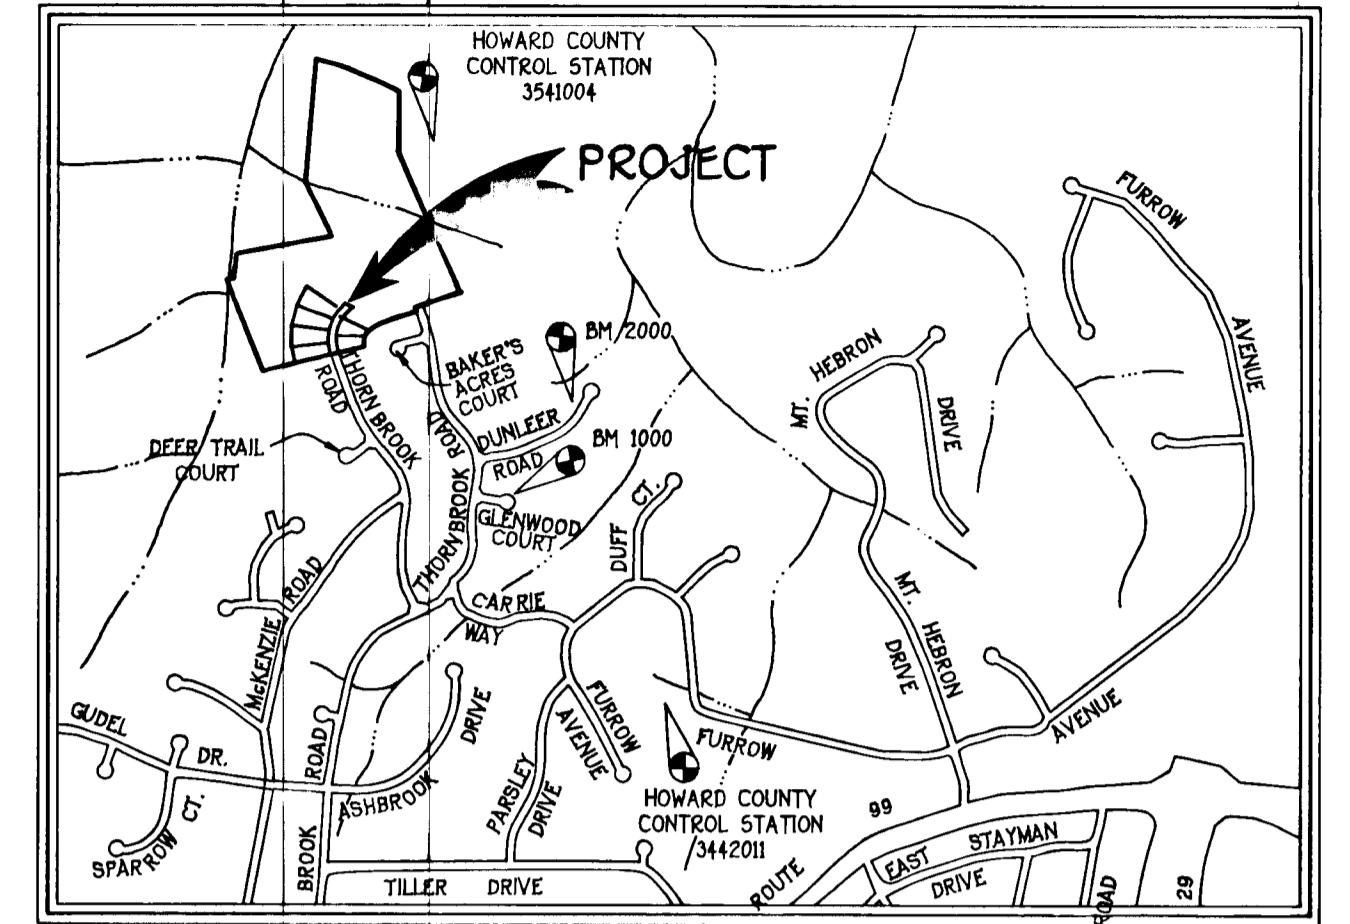 HOWARD COUNTY
CONTROL STATION
3541004
PROJECT
FURROW
AVENUE
BM 2000
BAKER'S
ACRES
COURT
HEBRON
MT.
DRIVE
THORN BROOK
ROAD
DUNLEER
ROAD
BM 1000
DEER TRAIL
COURT
THORNBROOK ROAD
GLENWOOD
COURT
DUFF CT.
McKENZIE ROAD
CARRIE
WAY
MT. HEBRON
DRIVE
GUDEL
DR.
SPARROW CT.
BROOK ROAD
ASHBROOK
DRIVE
PARSLEY
DRIVE
FURROW
AVENUE
FURROW
AVENUE
HOWARD COUNTY
CONTROL STATION
3442011
TILLER DRIVE
ROUTE 99
EAST STAYMAN
DRIVE
ROAD
29